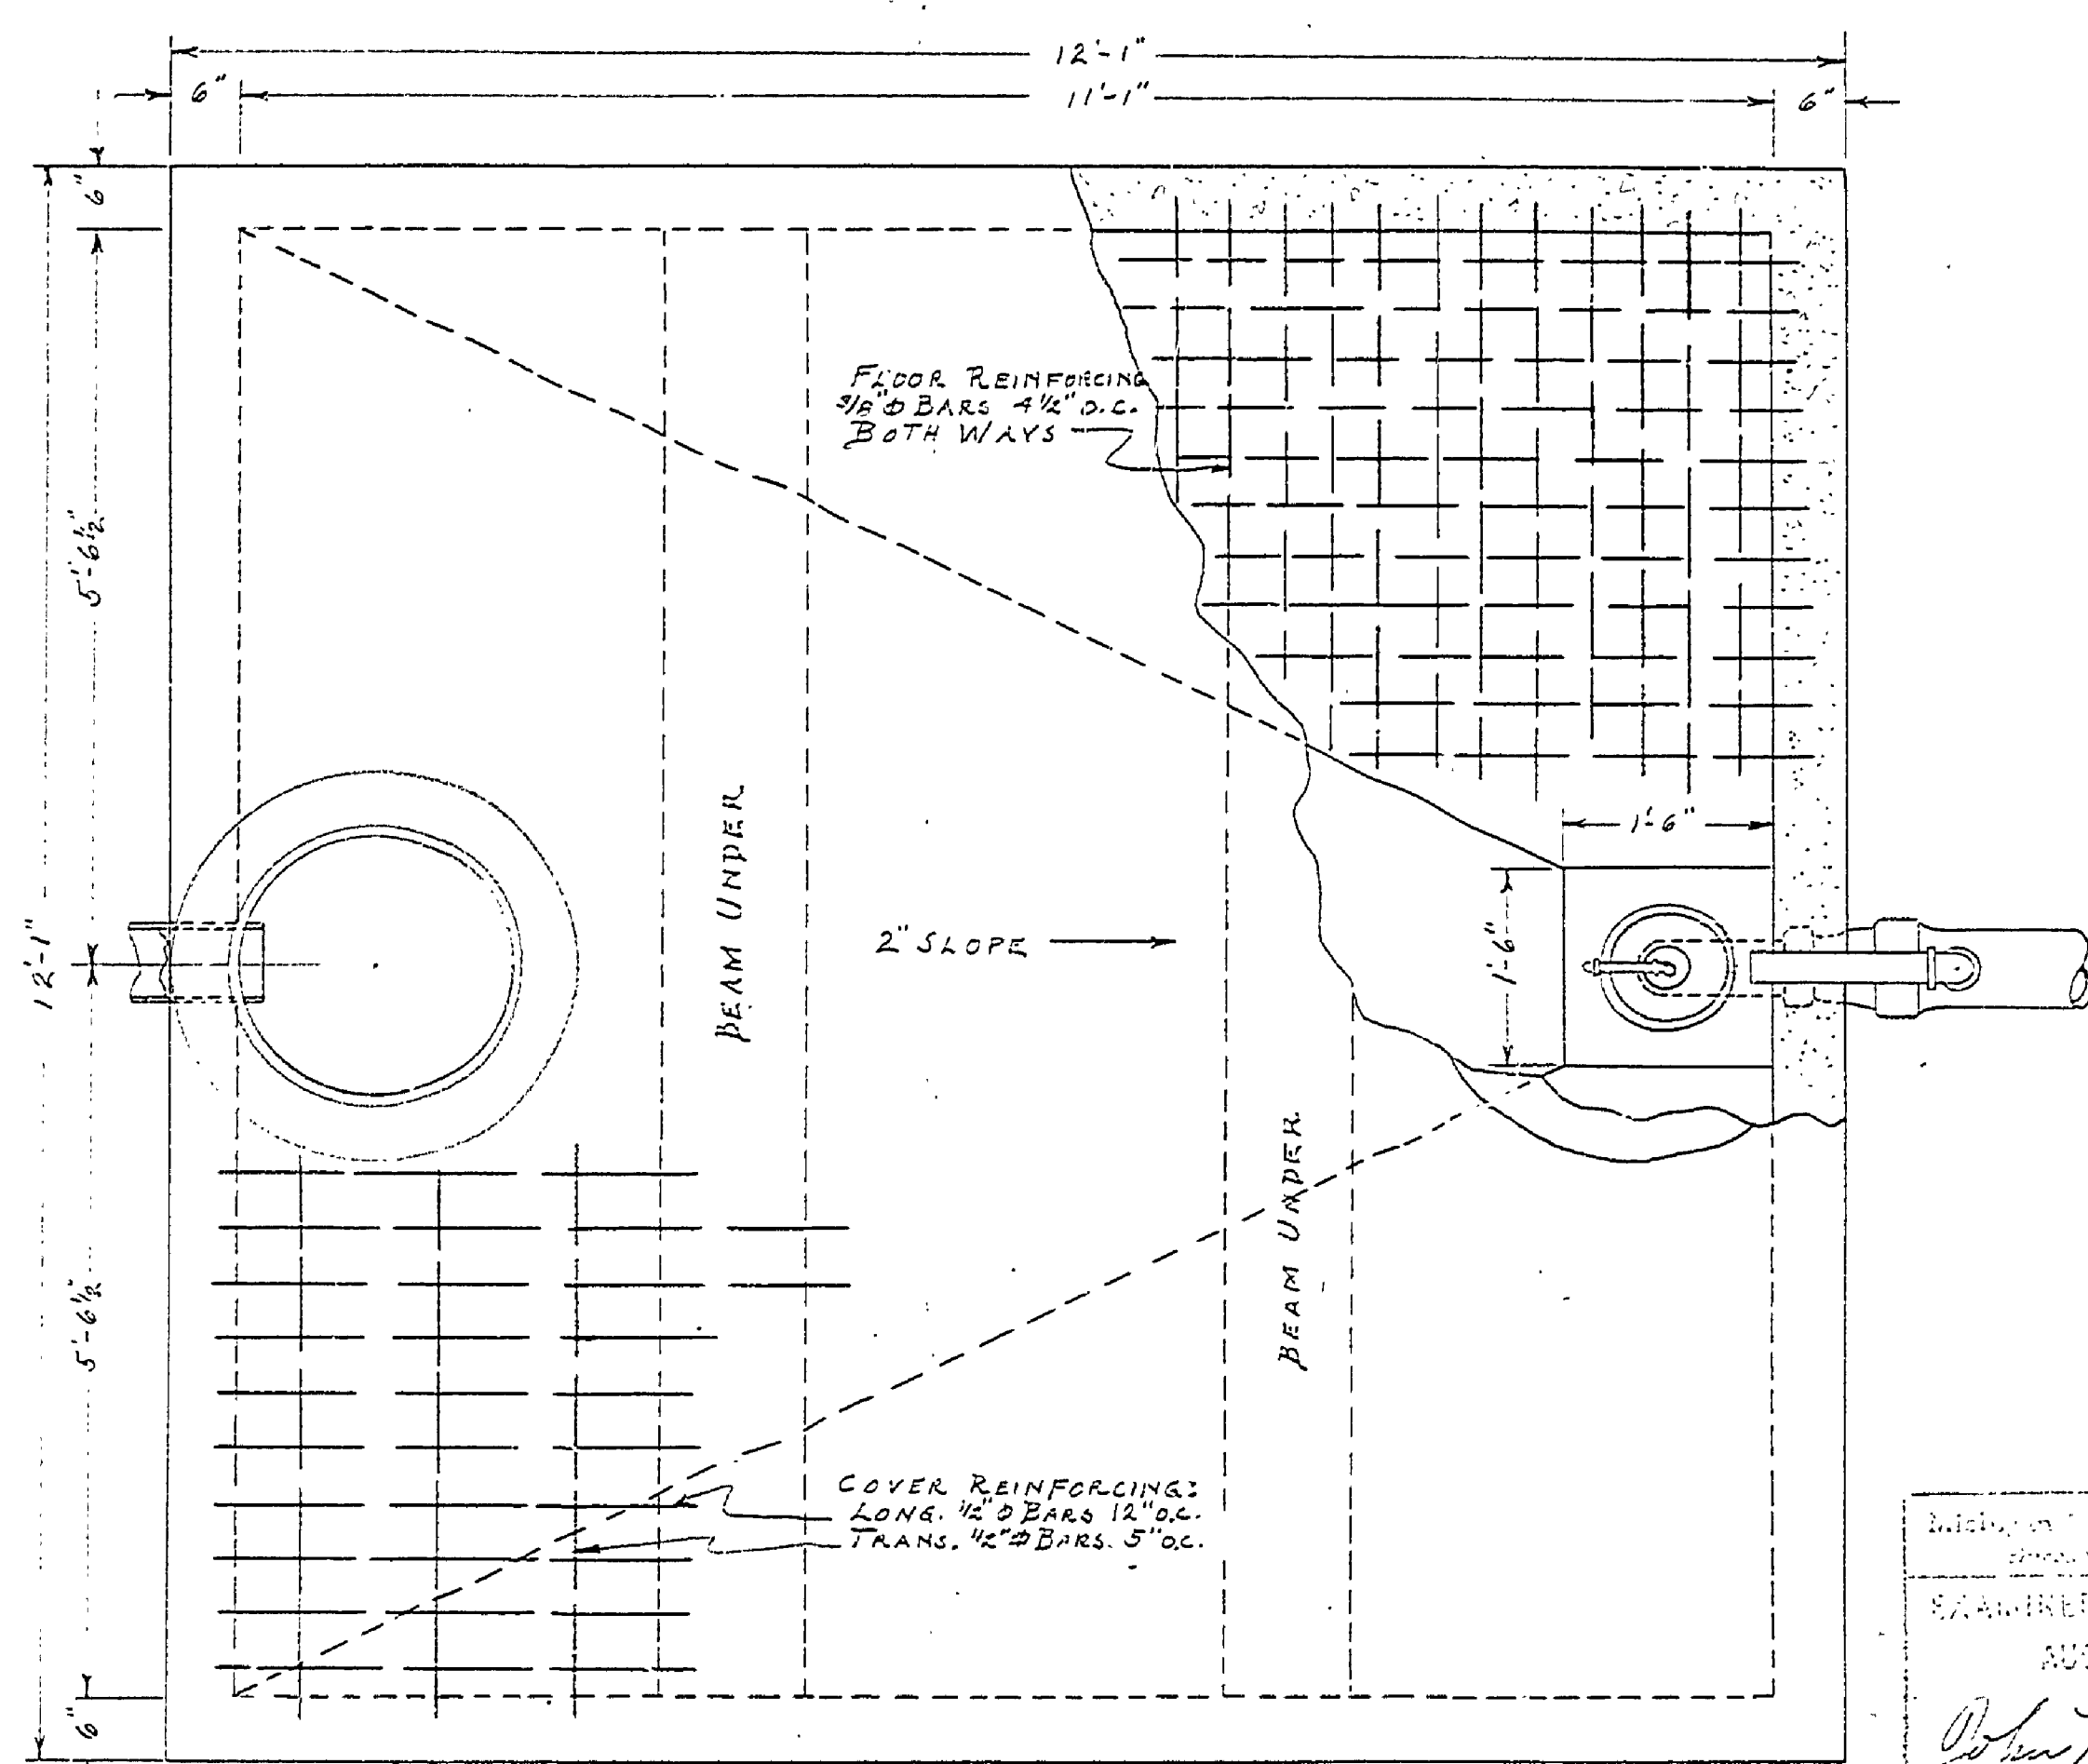 12'-1"
6"
11'-1"
6"
6"
5'-6½"
12'-1"
5'-6½"
6"
FLOOR REINFORCING
3/8"Φ BARS 4½" O.C.
BOTH WAYS
1'-6"
1'-6"
BEAM UNDER
2" SLOPE
BEAM UNDER
COVER REINFORCING:
LONG. ½"Φ BARS 12" O.C.
TRANS. ½"Φ BARS. 5" O.C.
John